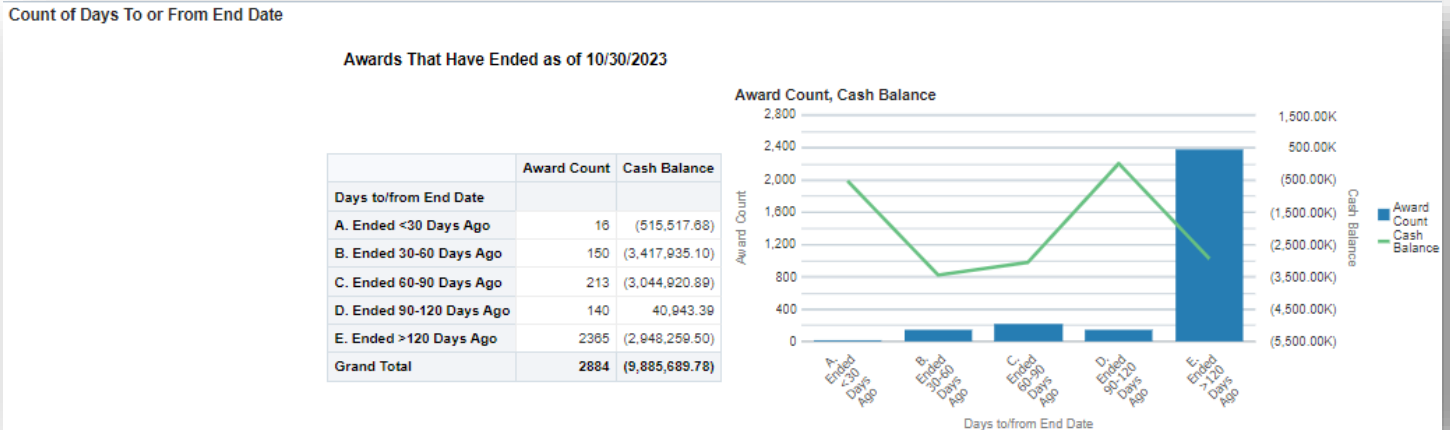 Count of Days To or From End Date
Awards That Have Ended as of 10/30/2023
Award Count Cash Balance
Days to/from End Date
A. Ended <30 Days Ago 16 (515,517.68)
B. Ended 30-60 Days Ago 150 (3,417,935.10)
C. Ended 60-90 Days Ago 213 (3,044,920.89)
D. Ended 90-120 Days Ago 140 40,943.39
E. Ended >120 Days Ago 2365 (2,948,259.50)
Grand Total 2884 (9,885,689.78)
Award Count, Cash Balance
Award Count
2,800
2,400
2,000
1,600
1,200
800
400
0
1,500.00K
500.00K
(500.00K)
(1,500.00K)
(2,500.00K)
(3,500.00K)
(4,500.00K)
(5,500.00K)
Cash Balance
Award
Count
Cash
Balance
A.
Ended
<30
Days
Ago
B.
Ended
30-60
Days
Ago
C.
Ended
60-90
Days
Ago
D.
Ended
90-120
Days
Ago
E.
Ended
>120
Days
Ago
Days to/from End Date